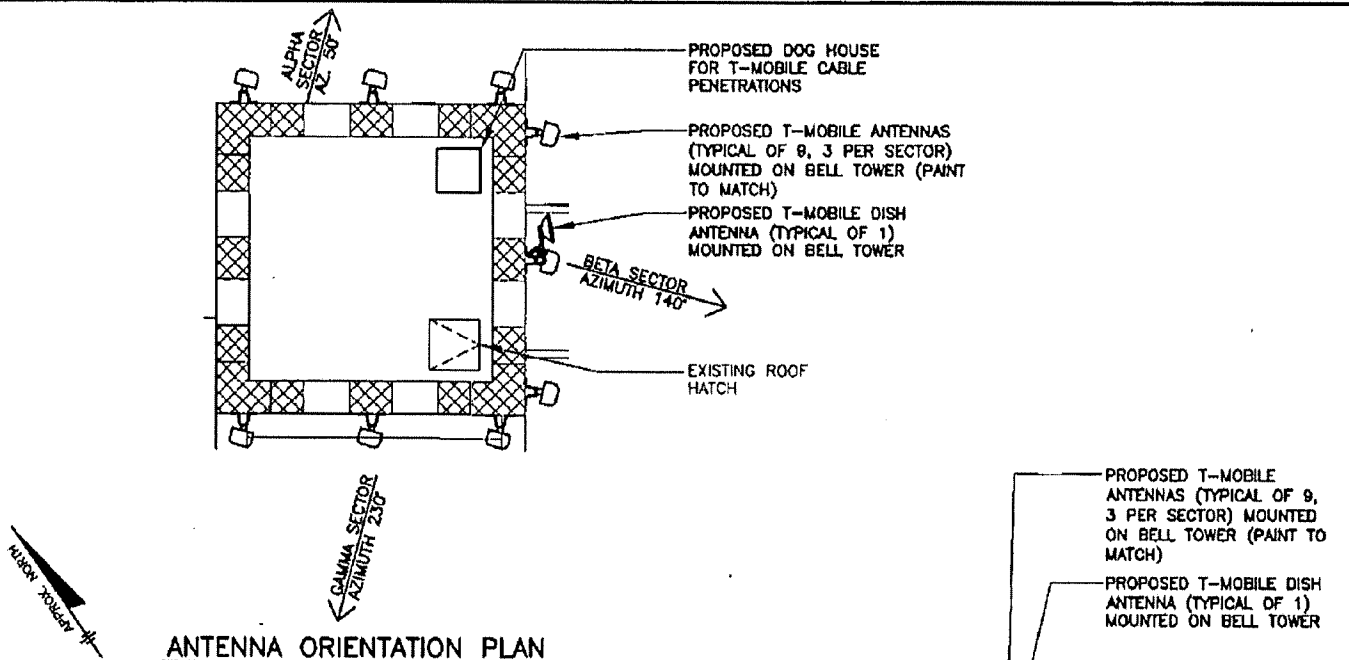 ALPHA
SECTOR
AZ. 50°
PROPOSED DOG HOUSE
FOR T-MOBILE CABLE
PENETRATIONS
PROPOSED T-MOBILE ANTENNAS
(TYPICAL OF 9, 3 PER SECTOR)
MOUNTED ON BELL TOWER (PAINT
TO MATCH)
PROPOSED T-MOBILE DISH
ANTENNA (TYPICAL OF 1)
MOUNTED ON BELL TOWER
BETA SECTOR
AZIMUTH 140°
EXISTING ROOF
HATCH
GAMMA SECTOR
AZIMUTH 230°
APPROX. NORTH
ANTENNA ORIENTATION PLAN
PROPOSED T-MOBILE
ANTENNAS (TYPICAL OF 9,
3 PER SECTOR) MOUNTED
ON BELL TOWER (PAINT TO
MATCH)
PROPOSED T-MOBILE DISH
ANTENNA (TYPICAL OF 1)
MOUNTED ON BELL TOWER